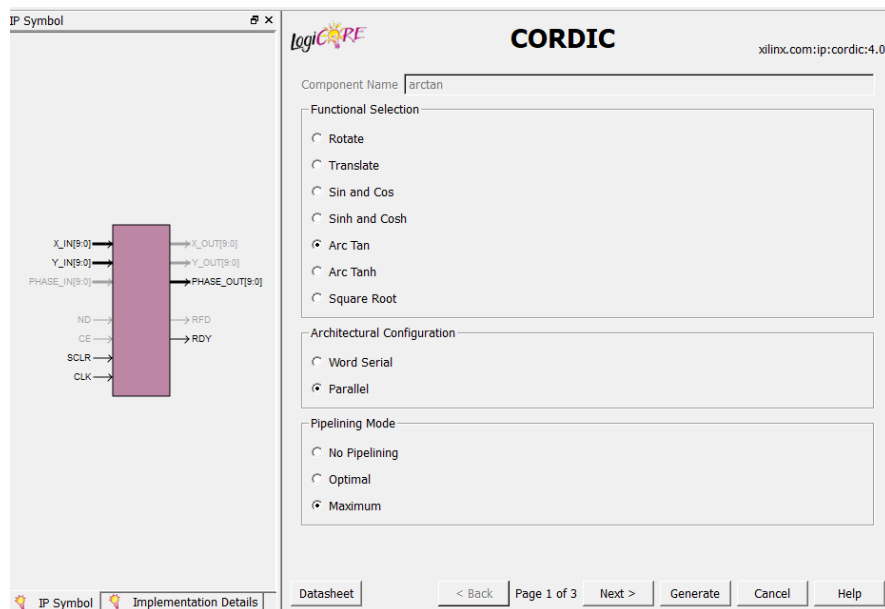 IP Symbol
X_IN[9:0]
Y_IN[9:0]
PHASE_IN[9:0]
ND
CE
SCLR
CLK
X_OUT[9:0]
Y_OUT[9:0]
PHASE_OUT[9:0]
RFD
RDY
IP Symbol
Implementation Details
LogiCORE
CORDIC
xilinx.com:ip:cordic:4.0
Component Name arctan
Functional Selection
Rotate
Translate
Sin and Cos
Sinh and Cosh
Arc Tan
Arc Tanh
Square Root
Architectural Configuration
Word Serial
Parallel
Pipelining Mode
No Pipelining
Optimal
Maximum
Datasheet
< Back
Page 1 of 3
Next >
Generate
Cancel
Help